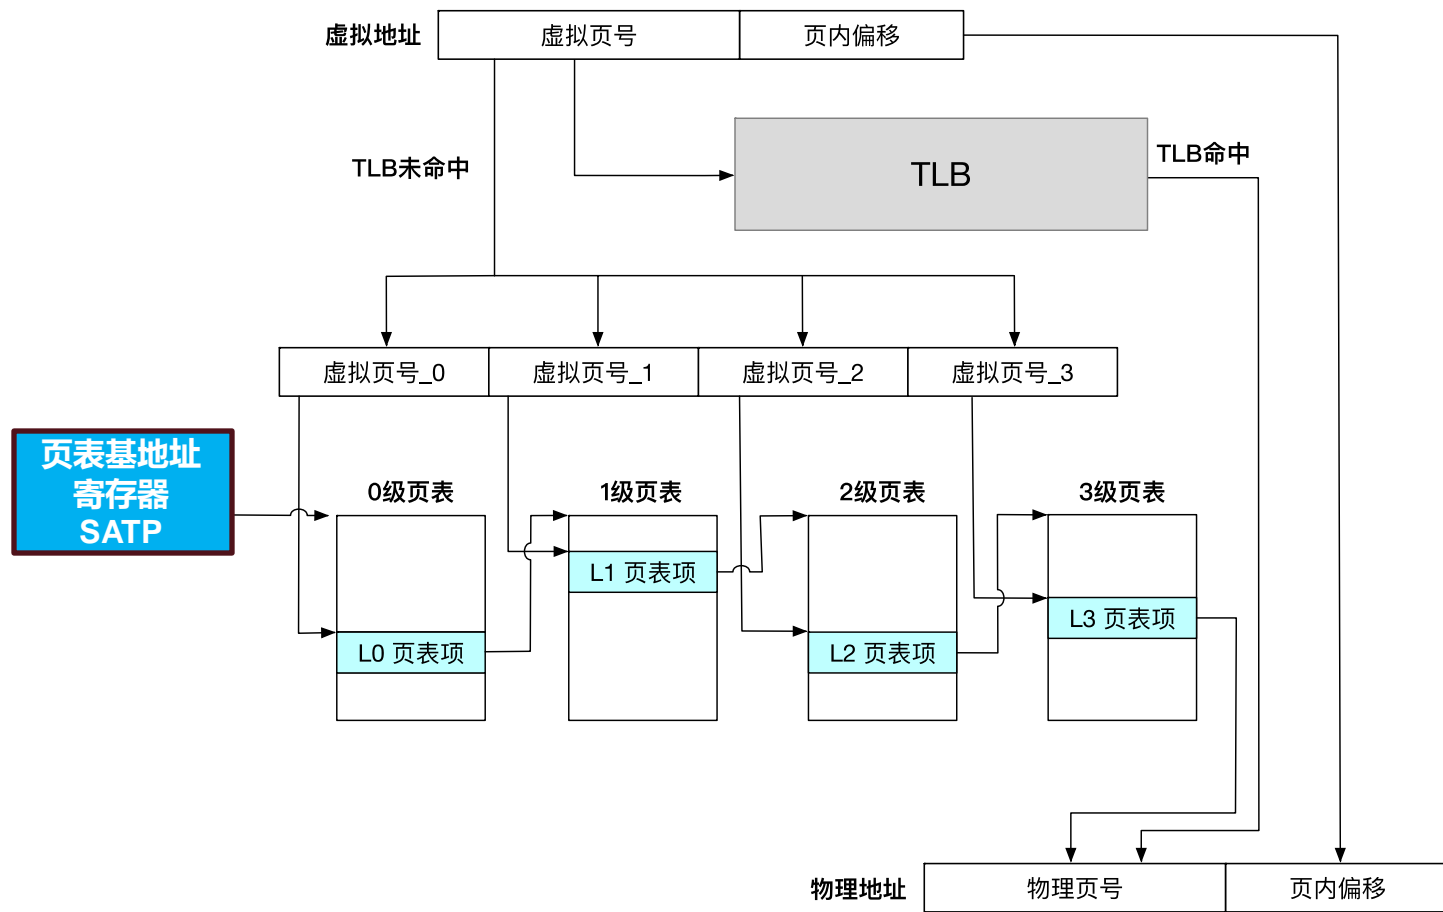 虚拟地址
虚拟页号
页内偏移
TLB未命中
TLB
TLB命中
虚拟页号_0
虚拟页号_1
虚拟页号_2
虚拟页号_3
页表基地址
寄存器
SATP
0级页表
1级页表
2级页表
3级页表
L1 页表项
L3 页表项
L0 页表项
L2 页表项
物理地址
物理页号
页内偏移